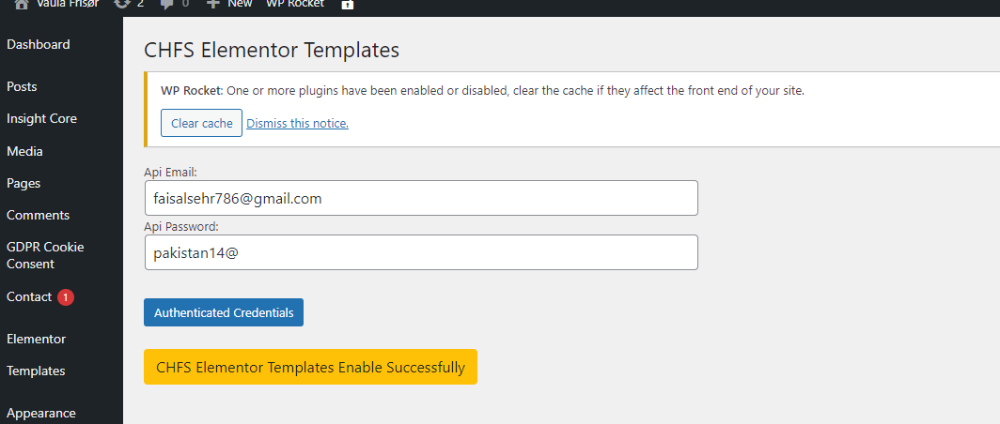 Vaula Frisør 2 0 New WP Rocket
Dashboard
Posts
Insight Core
Media
Pages
Comments
GDPR Cookie
Consent
Contact 1
Elementor
Templates
Appearance
CHFS Elementor Templates
WP Rocket: One or more plugins have been enabled or disabled, clear the cache if they affect the front end of your site.
Clear cache Dismiss this notice.
Api Email:
faisalsehr786@gmail.com
Api Password:
pakistan14@
Authenticated Credentials
CHFS Elementor Templates Enable Successfully